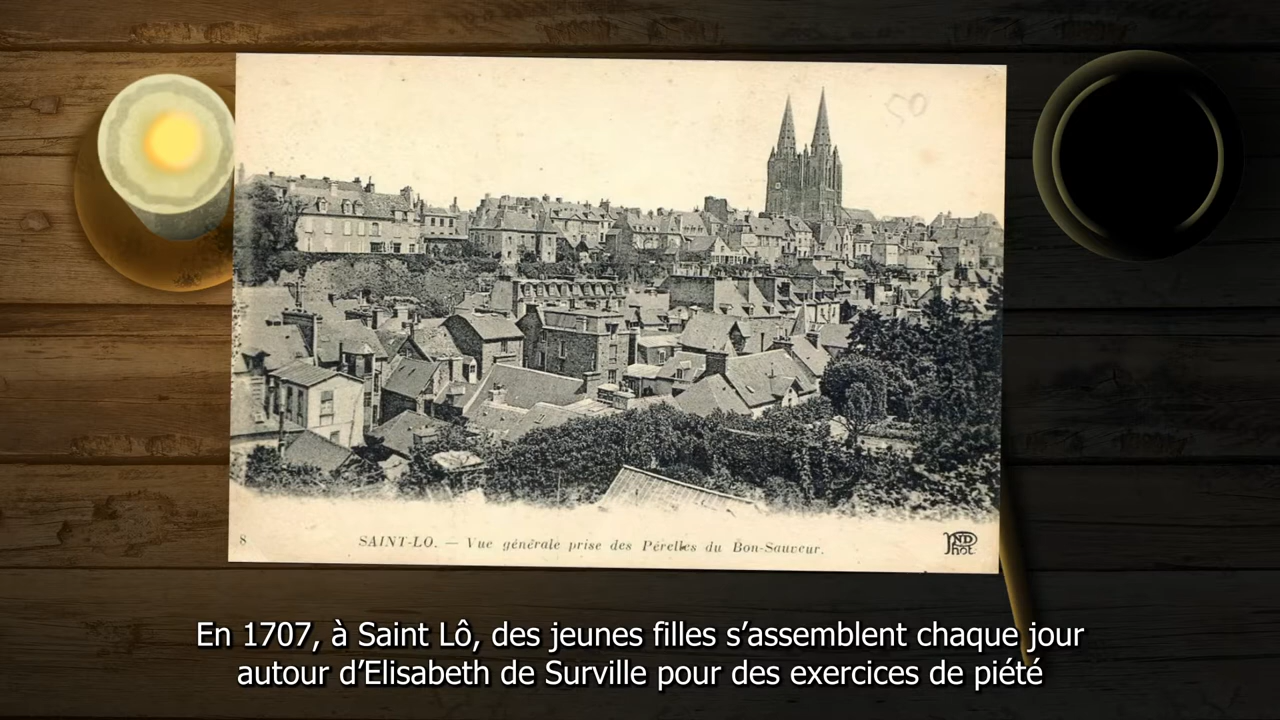 50
8 SAINT-LO. — Vue générale prise des Pérelles du Bon-Sauveur. ND Phot.
En 1707, à Saint Lô, des jeunes filles s’assemblent chaque jour
autour d’Elisabeth de Surville pour des exercices de piété